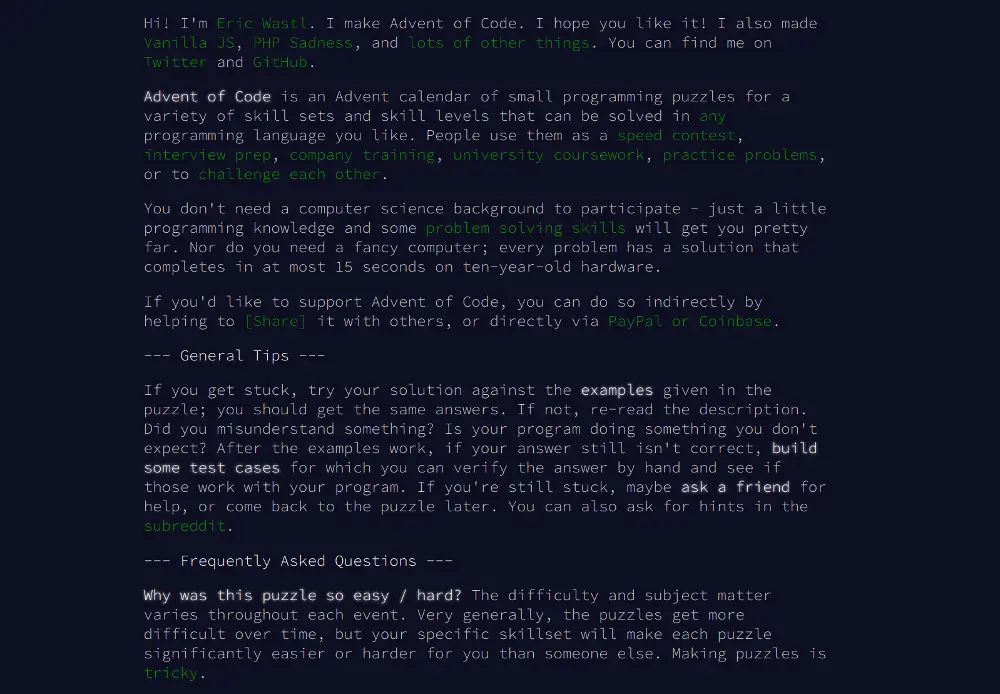 Hi! I'm Eric Wastl. I make Advent of Code. I hope you like it! I also made
Vanilla JS, PHP Sadness, and lots of other things. You can find me on
Twitter and GitHub.
Advent of Code is an Advent calendar of small programming puzzles for a
variety of skill sets and skill levels that can be solved in any
programming language you like. People use them as a speed contest,
interview prep, company training, university coursework, practice problems,
or to challenge each other.
You don't need a computer science background to participate - just a little
programming knowledge and some problem solving skills will get you pretty
far. Nor do you need a fancy computer; every problem has a solution that
completes in at most 15 seconds on ten-year-old hardware.
If you'd like to support Advent of Code, you can do so indirectly by
helping to [Share] it with others, or directly via PayPal or Coinbase.
--- General Tips ---
If you get stuck, try your solution against the examples given in the
puzzle; you should get the same answers. If not, re-read the description.
Did you misunderstand something? Is your program doing something you don't
expect? After the examples work, if your answer still isn't correct, build
some test cases for which you can verify the answer by hand and see if
those work with your program. If you're still stuck, maybe ask a friend for
help, or come back to the puzzle later. You can also ask for hints in the
subreddit.
--- Frequently Asked Questions ---
Why was this puzzle so easy / hard? The difficulty and subject matter
varies throughout each event. Very generally, the puzzles get more
difficult over time, but your specific skillset will make each puzzle
significantly easier or harder for you than someone else. Making puzzles is
tricky.